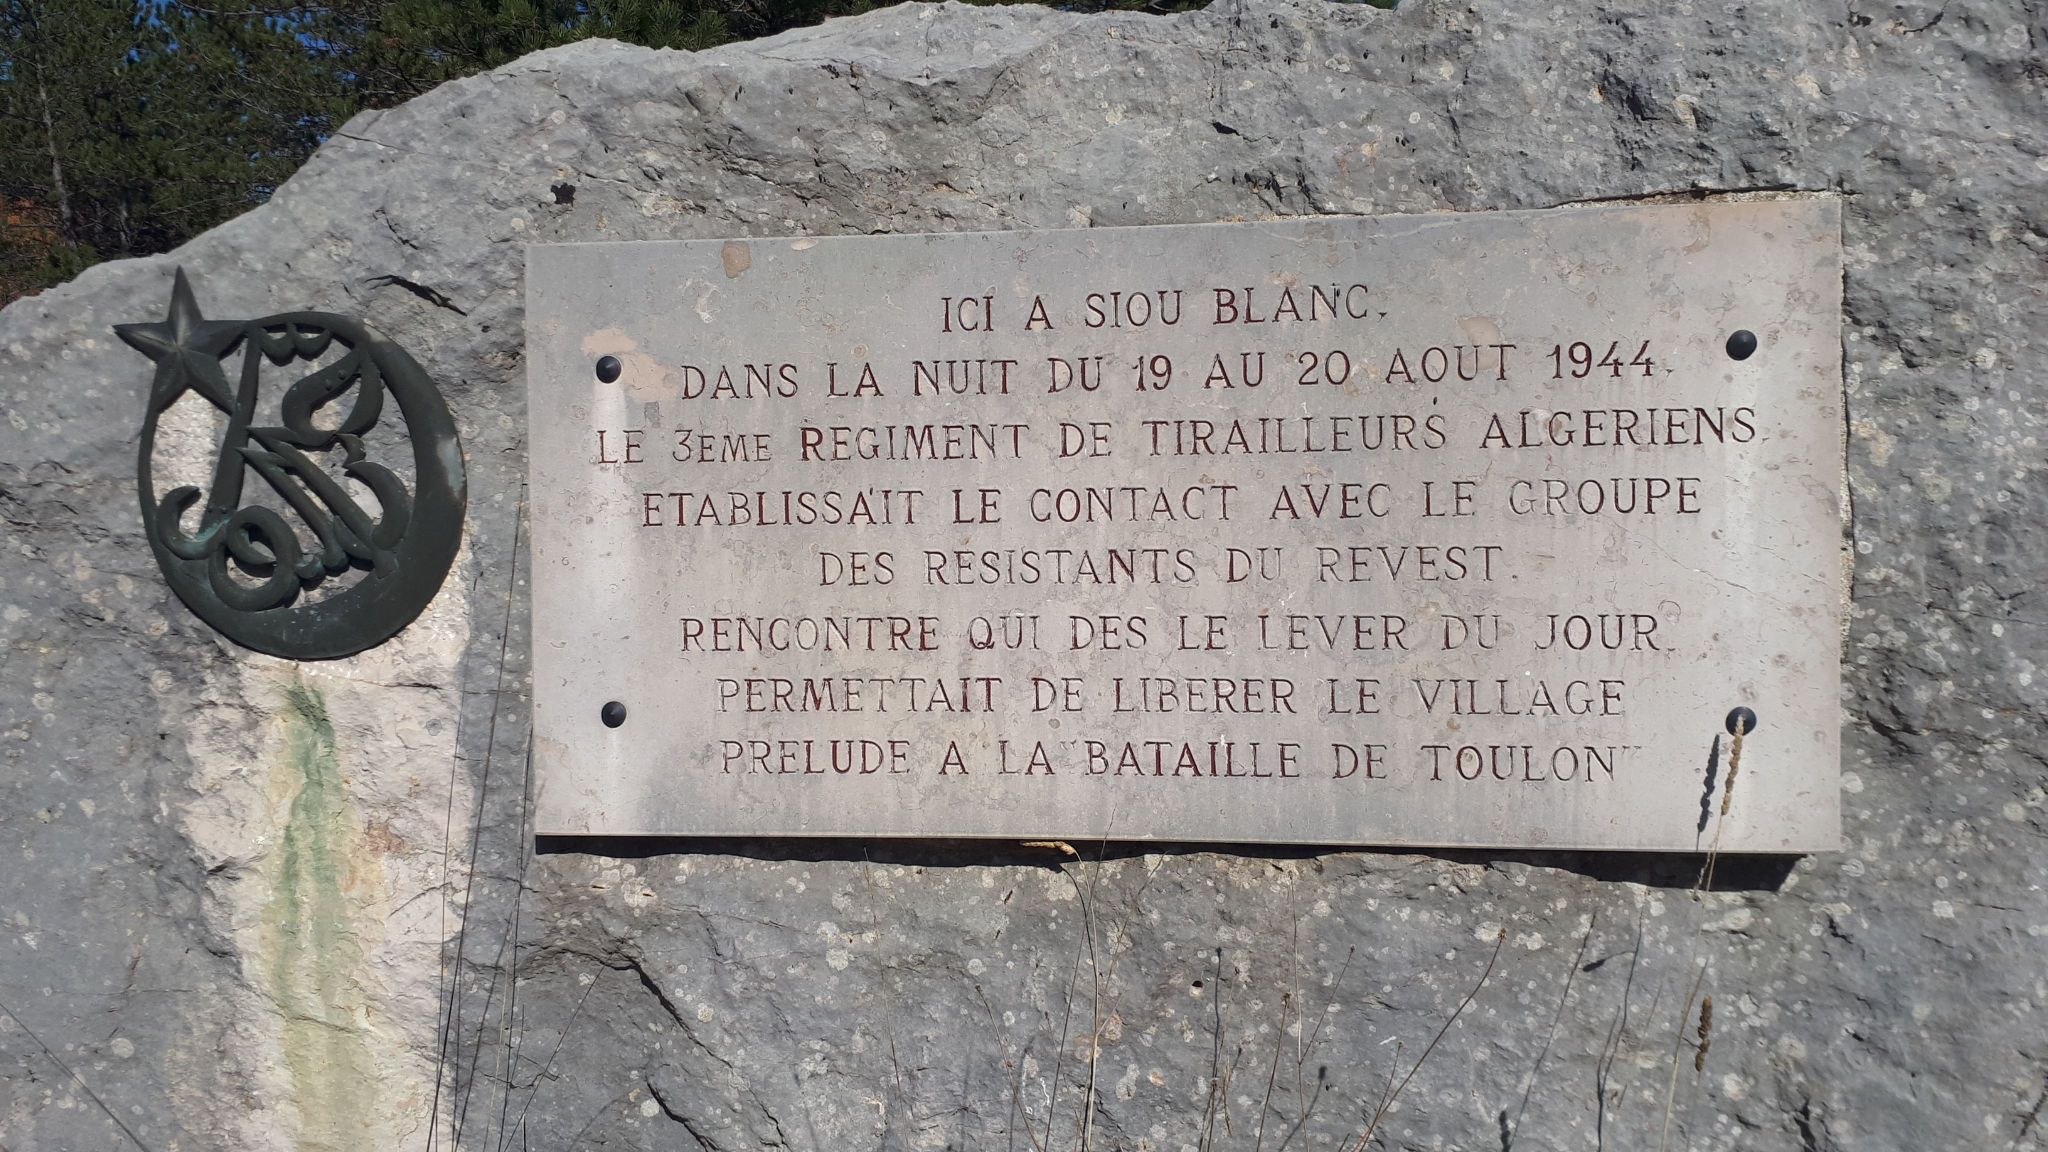 ICI A SIOU BLANC,
DANS LA NUIT DU 19 AU 20 AOUT 1944,
LE 3EME REGIMENT DE TIRAILLEURS ALGERIENS
ETABLISSAIT LE CONTACT AVEC LE GROUPE
DES RESISTANTS DU REVEST.
RENCONTRE QUI DES LE LEVER DU JOUR,
PERMETTAIT DE LIBERER LE VILLAGE
PRELUDE A LA "BATAILLE DE TOULON"